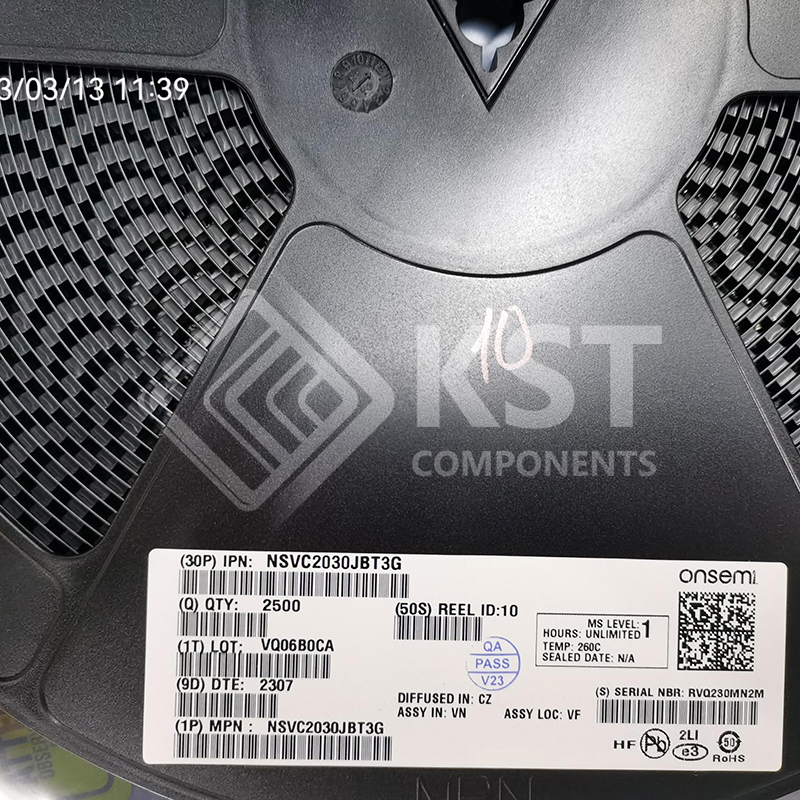 3/03/13 11:39
10
KST
COMPONENTS
(30P) IPN: NSVC2030JBT3G
onsemi
(Q) QTY: 2500
(50S) REEL ID:10
MS LEVEL: 1
HOURS: UNLIMITED
TEMP: 260C
SEALED DATE: N/A
(1T) LOT: VQ06B0CA
QA
PASS
V23
(9D) DTE: 2307
DIFFUSED IN: CZ
ASSY IN: VN
ASSY LOC: VF
(S) SERIAL NBR: RVQ230MN2M
(1P) MPN : NSVC2030JBT3G
HF
Pb
2LI
e3
50
RoHS